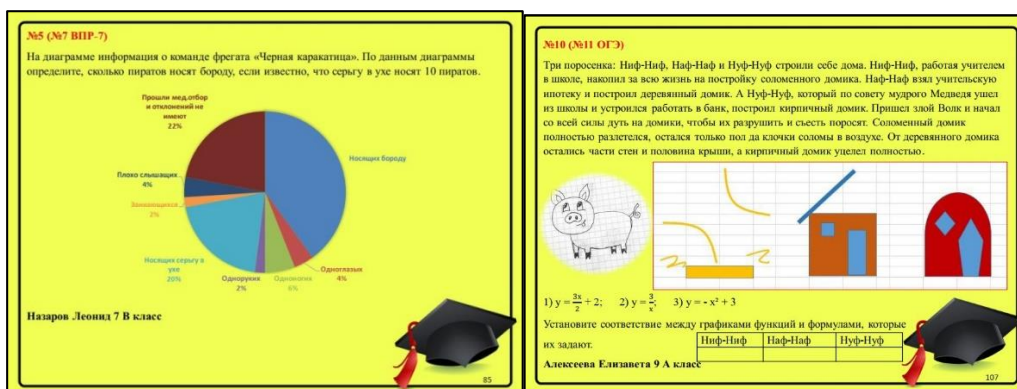 №5 (№7 ВПР-7)
На диаграмме информация о команде фрегата «Черная каракатица». По данным диаграммы
определите, сколько пиратов носят бороду, если известно, что серьгу в ухе носят 10 пиратов.
Прошли мед.отбор
и отклонений не
имеют
22%
Носящих бороду
Плохо слышащих
4%
Заикающихся
2%
Носящих серьгу в
ухе
20%
Одноруких
2%
Одноногих
6%
Одноглазых
4%
Назаров Леонид 7 В класс
85
№10 (№11 ОГЭ)
Три поросенка: Ниф-Ниф, Наф-Наф и Нуф-Нуф строили себе дома. Ниф-Ниф, работая учителем
в школе, накопил за всю жизнь на постройку соломенного домика. Наф-Наф взял учительскую
ипотеку и построил деревянный домик. А Нуф-Нуф, который по совету мудрого Медведя ушел
из школы и устроился работать в банк, построил кирпичный домик. Пришел злой Волк и начал
со всей силы дуть на домики, чтобы их разрушить и съесть поросят. Соломенный домик
полностью разлетелся, остался только пол да клочки соломы в воздухе. От деревянного домика
остались части стен и половина крыши, а кирпичный домик уцелел полностью.
1) y = 3x/2 + 2; 2) y = 3/x; 3) y = - x² + 3
Установите соответствие между графиками функций и формулами, которые
их задают.
Ниф-Ниф Наф-Наф Нуф-Нуф
Алексеева Елизавета 9 А класс
107